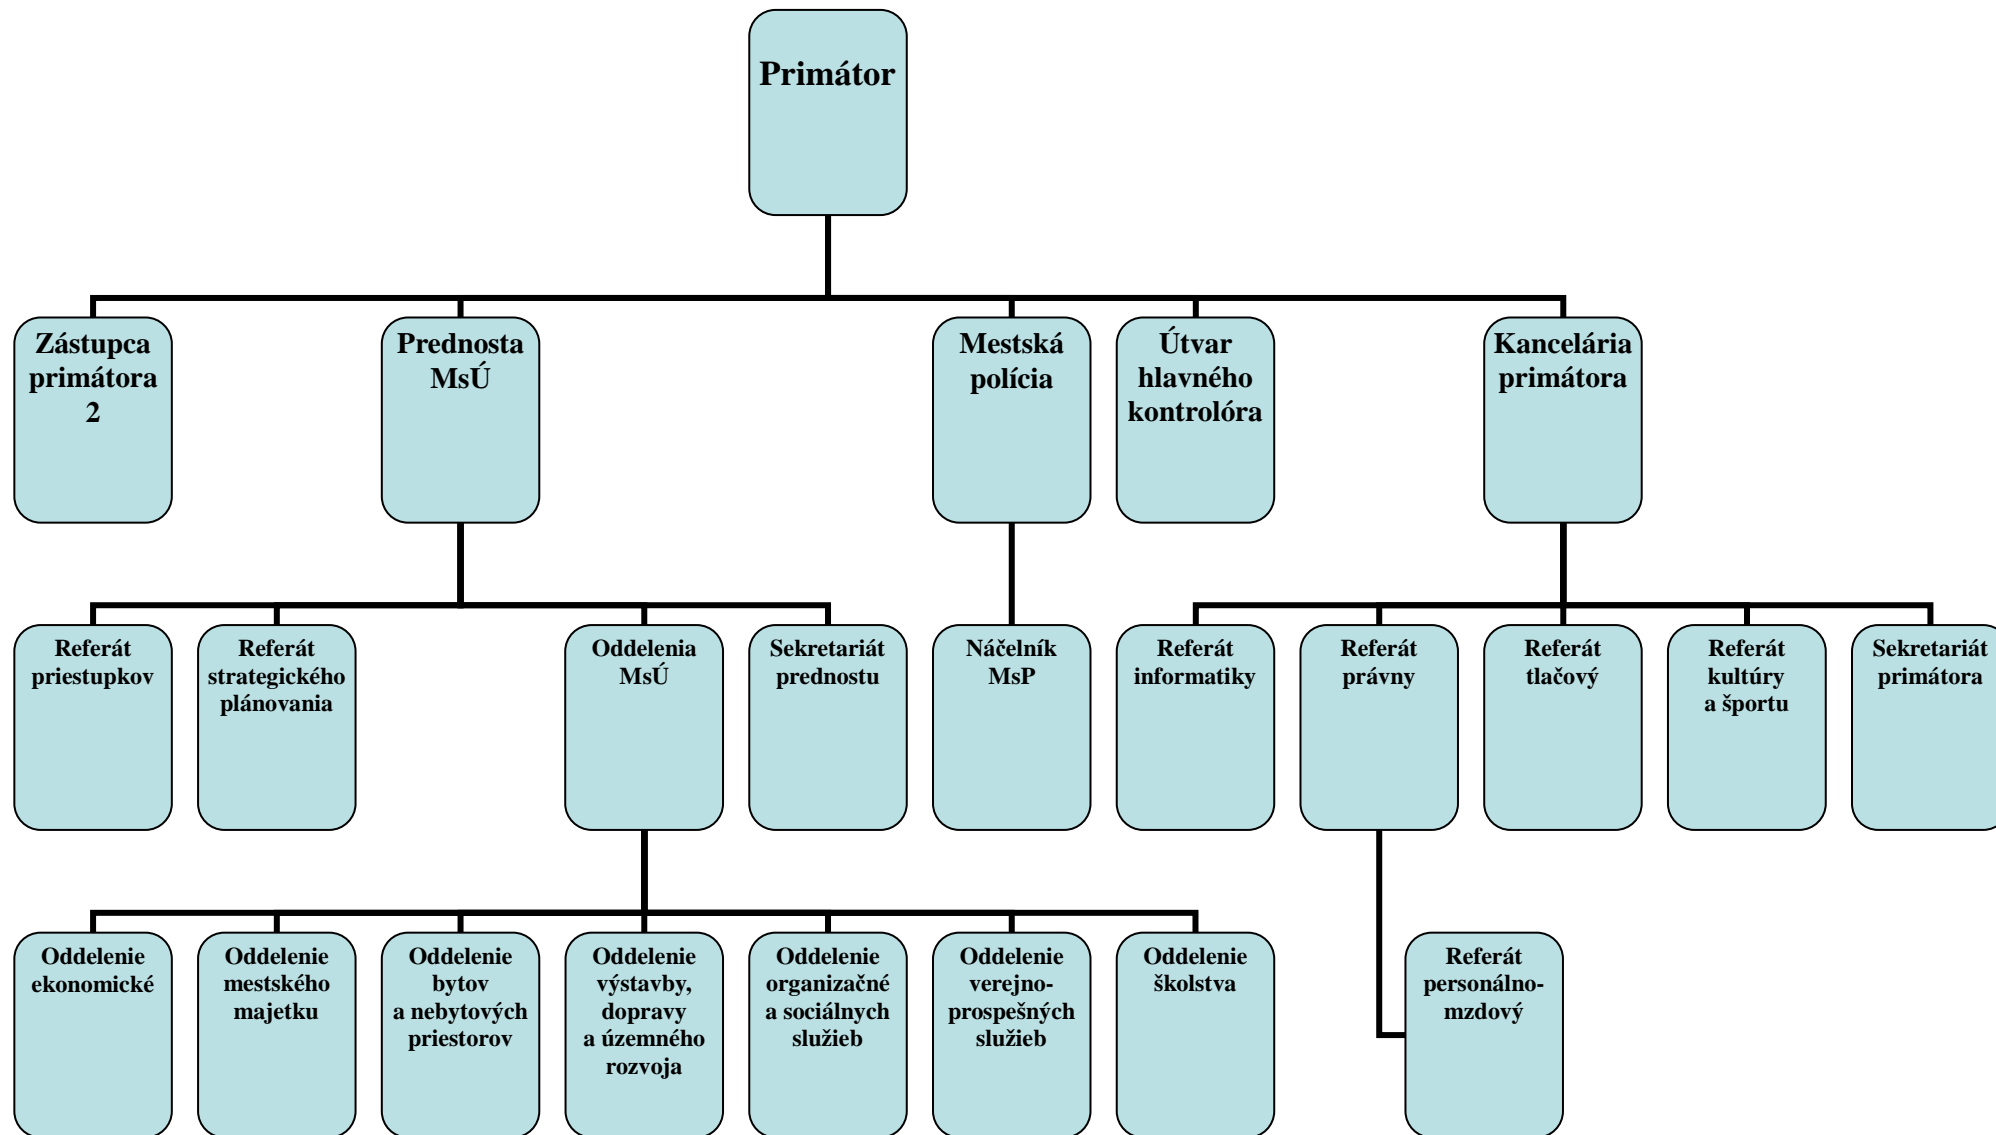 Primátor
Zástupca
primátora
2
Prednosta
MsÚ
Mestská
polícia
Útvar
hlavného
kontrolóra
Kancelária
primátora
Referát
priestupkov
Referát
strategického
plánovania
Oddelenia
MsÚ
Sekretariát
prednostu
Náčelník
MsP
Referát
informatiky
Referát
právny
Referát
tlačový
Referát
kultúry
a športu
Sekretariát
primátora
Oddelenie
ekonomické
Oddelenie
mestského
majetku
Oddelenie
bytov
a nebytových
priestorov
Oddelenie
výstavby,
dopravy
a územného
rozvoja
Oddelenie
organizačné
a sociálnych
služieb
Oddelenie
verejno-
prospešných
služieb
Oddelenie
školstva
Referát
personálno-
mzdový